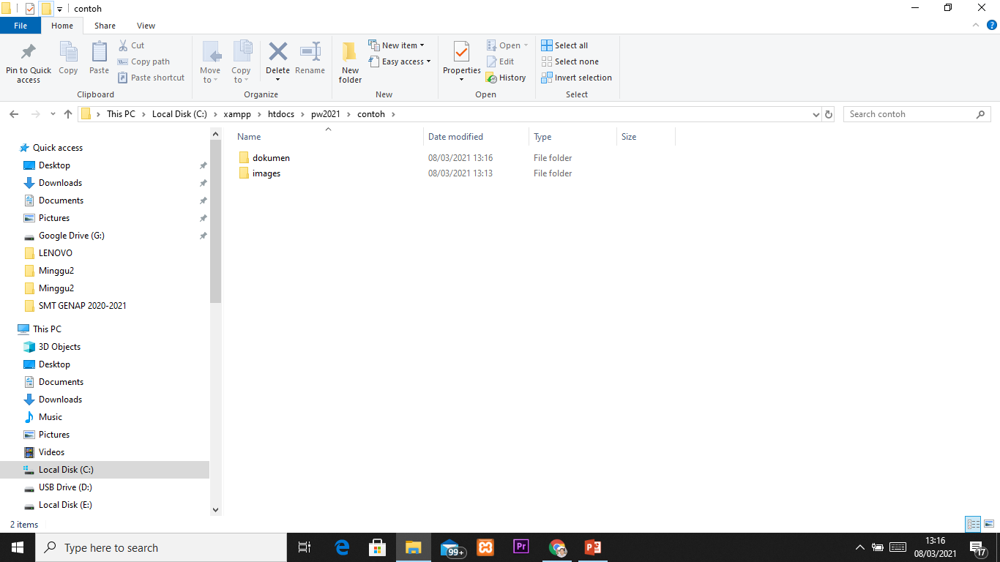 contoh
File Home Share View
Pin to Quick access
Copy
Paste
Cut
Copy path
Paste shortcut
Clipboard
Move to
Copy to
Delete
Rename
Organize
New folder
New item
Easy access
New
Properties
Open
Edit
History
Open
Select all
Select none
Invert selection
Select
This PC > Local Disk (C:) > xampp > htdocs > pw2021 > contoh >
Search contoh
Quick access
Desktop
Downloads
Documents
Pictures
Google Drive (G:)
LENOVO
Minggu2
Minggu2
SMT GENAP 2020-2021
This PC
3D Objects
Desktop
Documents
Downloads
Music
Pictures
Videos
Local Disk (C:)
USB Drive (D:)
Local Disk (E:)
Name Date modified Type Size
dokumen 08/03/2021 13:16 File folder
images 08/03/2021 13:13 File folder
2 items
Type here to search
99+
Pr
13:16
08/03/2021
17